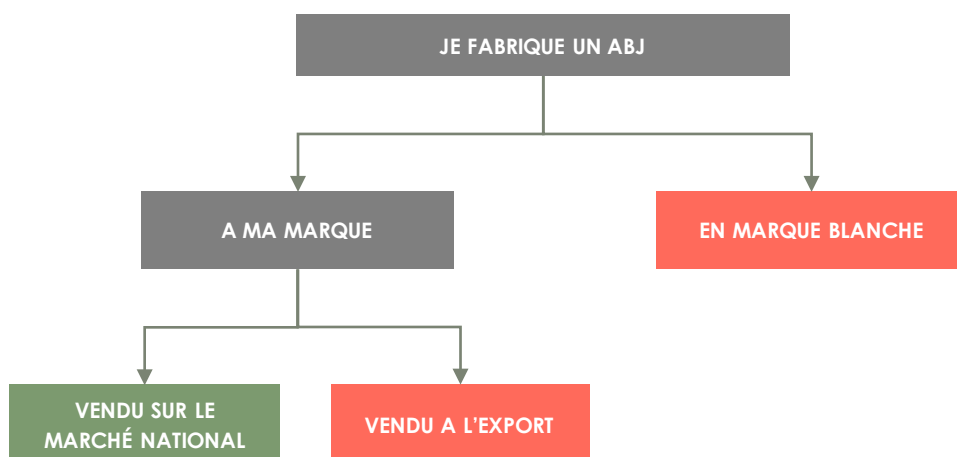 JE FABRIQUE UN ABJ
A MA MARQUE
EN MARQUE BLANCHE
VENDU SUR LE
MARCHÉ NATIONAL
VENDU A L'EXPORT